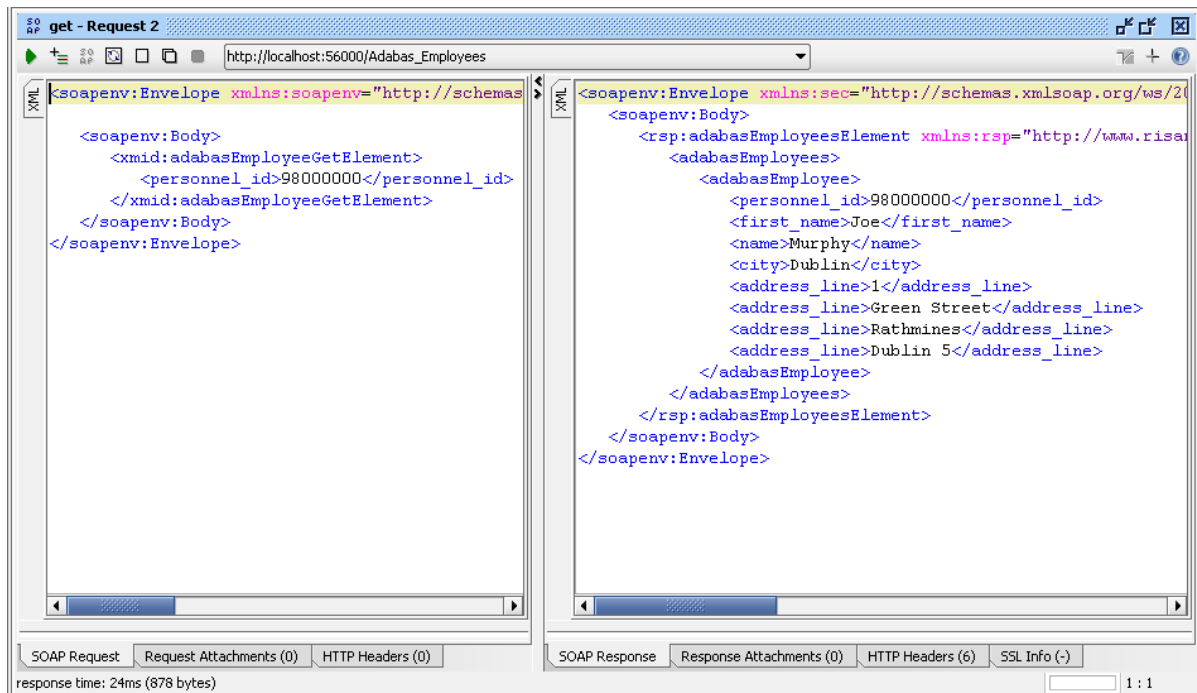 SO AP get - Request 2
SO AP http://localhost:56000/Adabas_Employees
XML
<soapenv:Envelope xmlns:soapenv="http://schemas
<soapenv:Body>
<xmid:adabasEmployeeGetElement>
<personnel_id>98000000</personnel_id>
</xmid:adabasEmployeeGetElement>
</soapenv:Body>
</soapenv:Envelope>
SOAP Request Request Attachments (0) HTTP Headers (0)
XML
<soapenv:Envelope xmlns:sec="http://schemas.xmlsoap.org/ws/20
<soapenv:Body>
<rsp:adabasEmployeesElement xmlns:rsp="http://www.risar
<adabasEmployees>
<adabasEmployee>
<personnel_id>98000000</personnel_id>
<first_name>Joe</first_name>
<name>Murphy</name>
<city>Dublin</city>
<address_line>1</address_line>
<address_line>Green Street</address_line>
<address_line>Rathmines</address_line>
<address_line>Dublin 5</address_line>
</adabasEmployee>
</adabasEmployees>
</rsp:adabasEmployeesElement>
</soapenv:Body>
</soapenv:Envelope>
SOAP Response Response Attachments (0) HTTP Headers (6) SSL Info (-)
response time: 24ms (878 bytes) 1 : 1